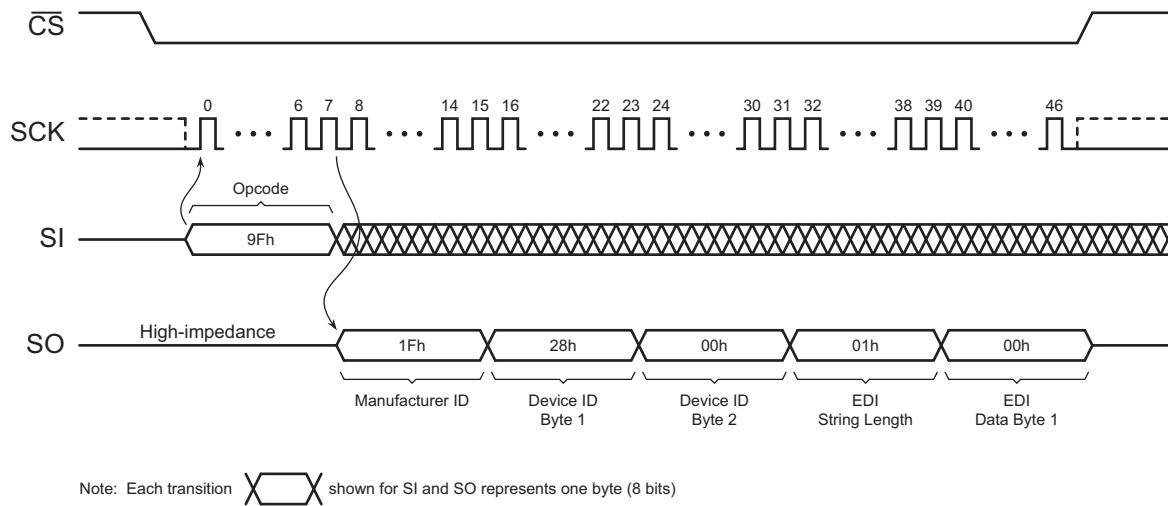 CS
0 6 7 8 14 15 16 22 23 24 30 31 32 38 39 40 46
SCK
Opcode
SI
9Fh
High-impedance
SO
1Fh 28h 00h 01h 00h
Manufacturer ID
Device ID
Byte 1
Device ID
Byte 2
EDI
String Length
EDI
Data Byte 1
Note: Each transition shown for SI and SO represents one byte (8 bits)